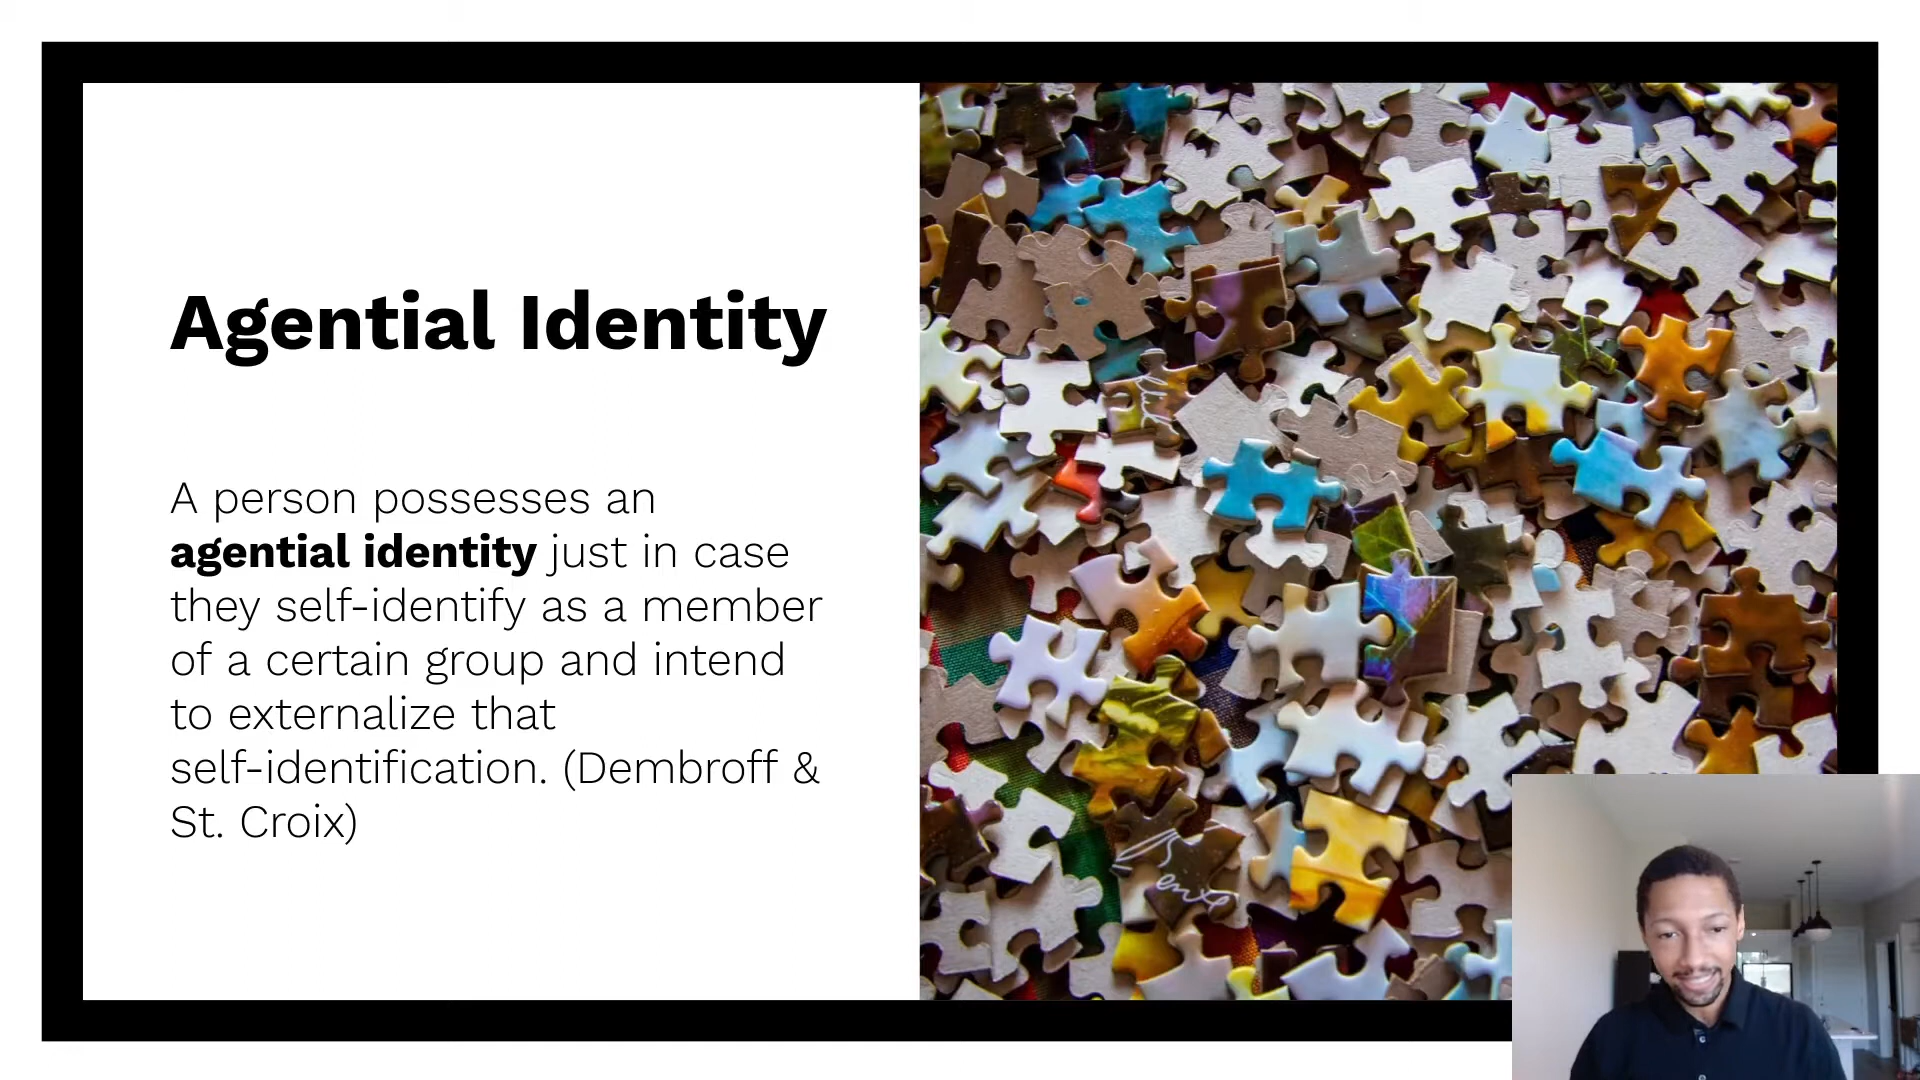 Agential Identity
A person possesses an
agential identity just in case
they self-identify as a member
of a certain group and intend
to externalize that
self-identification. (Dembroff &
St. Croix)